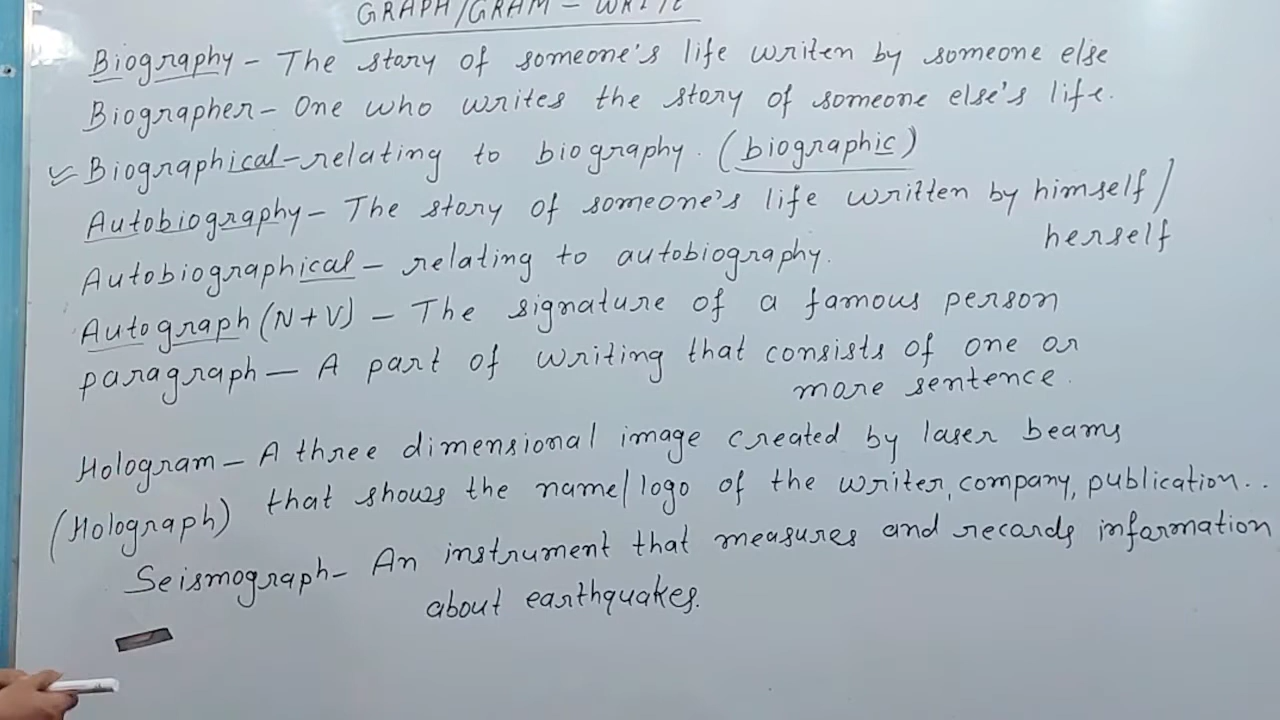 GRAPH/GRAM - WRITE
Biography - The story of someone's life writen by someone else
Biographer - One who writes the story of someone else's life.
Biographical - relating to biography. (biographic)
Autobiography - The story of someone's life written by himself/
herself
Autobiographical - relating to autobiography.
Autograph (N+V) - The signature of a famous person
paragraph - A part of writing that consists of one or
more sentence.
Hologram - A three dimensional image created by laser beams
(Holograph) that shows the name/logo of the writer, company, publication..
Seismograph - An instrument that measures and records information
about earthquakes.